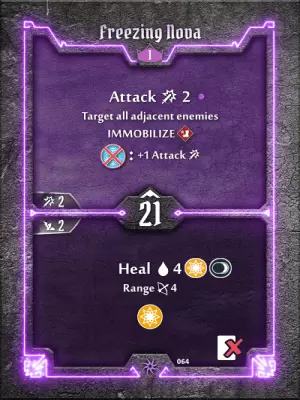 Freezing Nova
1
Attack 2
Target all adjacent enemies
IMMOBILIZE
: +1 Attack
2
21
2
Heal 4
Range 4
064